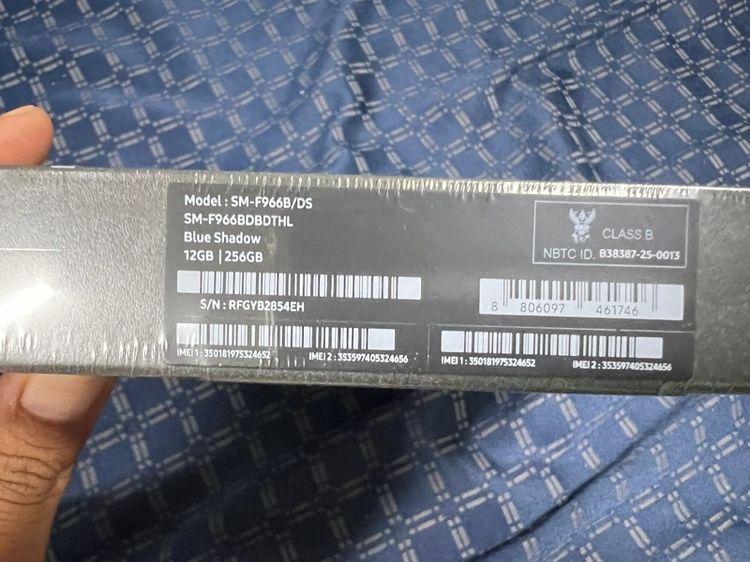 Model : SM-F966B/DS
SM-F966BDBDTHL
Blue Shadow
12GB | 256GB
S/N : RFGYB2854EH
IMEI 1 : 350181975324652 IMEI 2 : 353597405324656
CLASS B
NBTC ID. B38387-25-0013
8 806097 461746
IMEI 1 : 350181975324652 IMEI 2 : 353597405324656